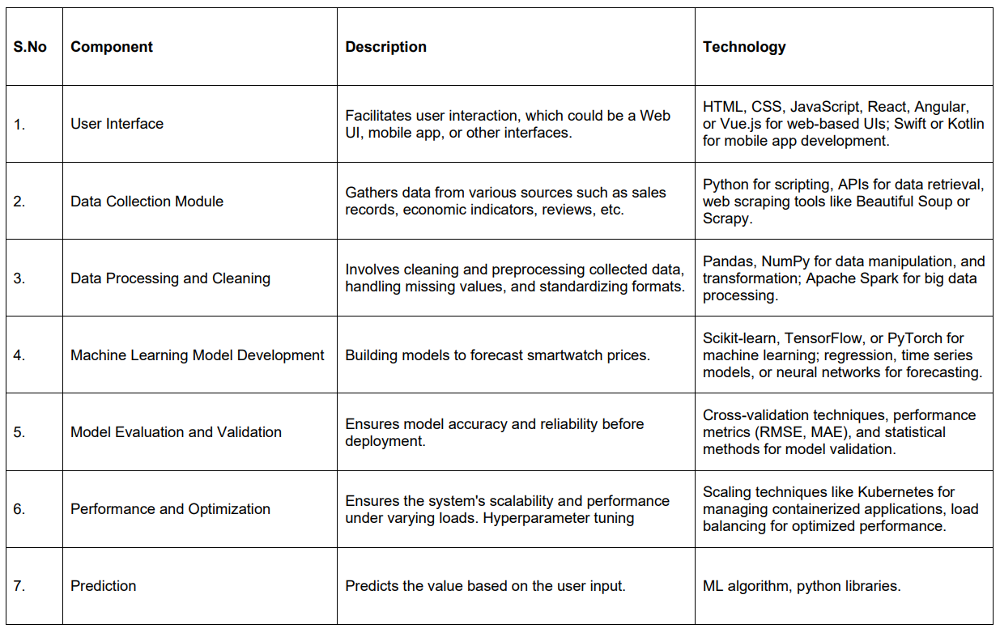 S.No
Component
Description
Technology
1.
User Interface
Facilitates user interaction, which could be a Web
UI, mobile app, or other interfaces.
HTML, CSS, JavaScript, React, Angular,
or Vue.js for web-based UIs; Swift or Kotlin
for mobile app development.
2.
Data Collection Module
Gathers data from various sources such as sales
records, economic indicators, reviews, etc.
Python for scripting, APIs for data retrieval,
web scraping tools like Beautiful Soup or
Scrapy.
3.
Data Processing and Cleaning
Involves cleaning and preprocessing collected data,
handling missing values, and standardizing formats.
Pandas, NumPy for data manipulation, and
transformation; Apache Spark for big data
processing.
4.
Machine Learning Model Development
Building models to forecast smartwatch prices.
Scikit-learn, TensorFlow, or PyTorch for
machine learning; regression, time series
models, or neural networks for forecasting.
5.
Model Evaluation and Validation
Ensures model accuracy and reliability before
deployment.
Cross-validation techniques, performance
metrics (RMSE, MAE), and statistical
methods for model validation.
6.
Performance and Optimization
Ensures the system's scalability and performance
under varying loads. Hyperparameter tuning
Scaling techniques like Kubernetes for
managing containerized applications, load
balancing for optimized performance.
7.
Prediction
Predicts the value based on the user input.
ML algorithm, python libraries.